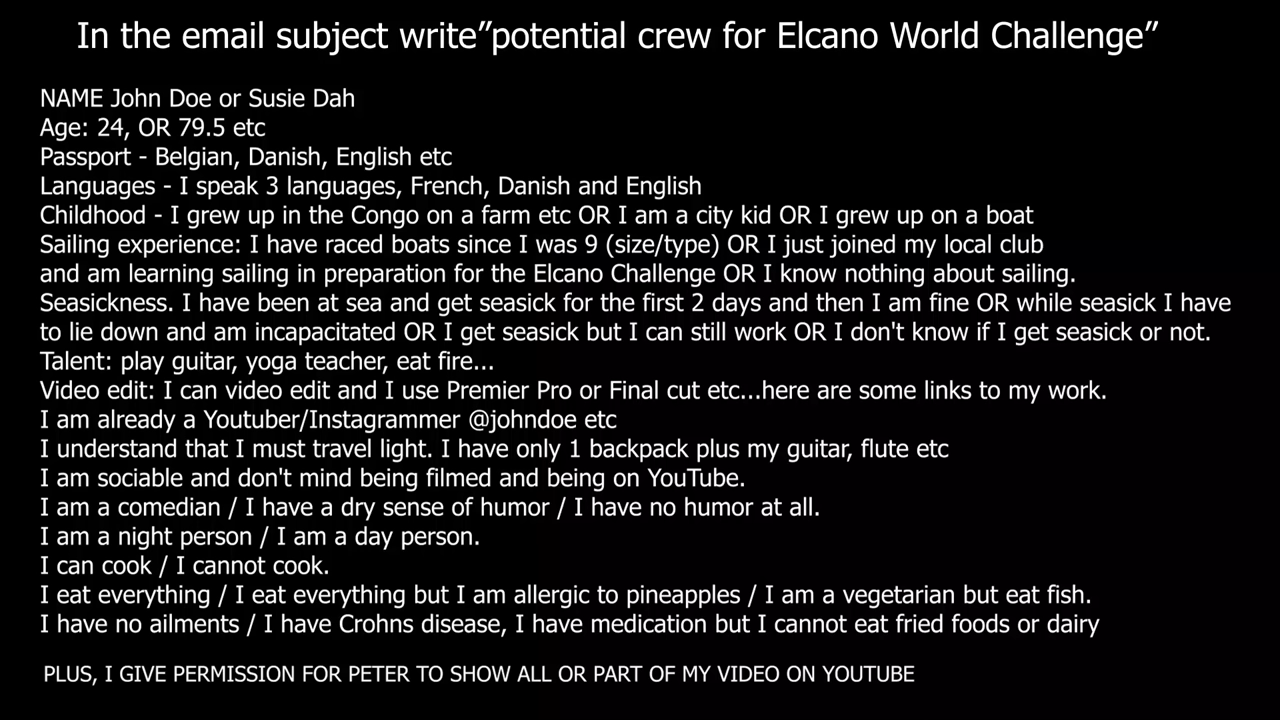 In the email subject write”potential crew for Elcano World Challenge”
NAME John Doe or Susie Dah
Age: 24, OR 79.5 etc
Passport - Belgian, Danish, English etc
Languages - I speak 3 languages, French, Danish and English
Childhood - I grew up in the Congo on a farm etc OR I am a city kid OR I grew up on a boat
Sailing experience: I have raced boats since I was 9 (size/type) OR I just joined my local club
and am learning sailing in preparation for the Elcano Challenge OR I know nothing about sailing.
Seasickness. I have been at sea and get seasick for the first 2 days and then I am fine OR while seasick I have
to lie down and am incapacitated OR I get seasick but I can still work OR I don't know if I get seasick or not.
Talent: play guitar, yoga teacher, eat fire...
Video edit: I can video edit and I use Premier Pro or Final cut etc...here are some links to my work.
I am already a Youtuber/Instagrammer @johndoe etc
I understand that I must travel light. I have only 1 backpack plus my guitar, flute etc
I am sociable and don't mind being filmed and being on YouTube.
I am a comedian / I have a dry sense of humor / I have no humor at all.
I am a night person / I am a day person.
I can cook / I cannot cook.
I eat everything / I eat everything but I am allergic to pineapples / I am a vegetarian but eat fish.
I have no ailments / I have Crohns disease, I have medication but I cannot eat fried foods or dairy
PLUS, I GIVE PERMISSION FOR PETER TO SHOW ALL OR PART OF MY VIDEO ON YOUTUBE